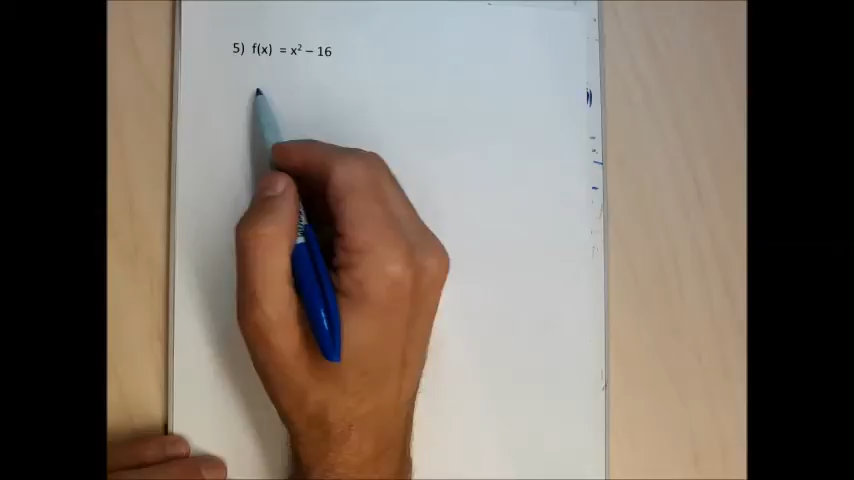 5) f(x) = x² – 16